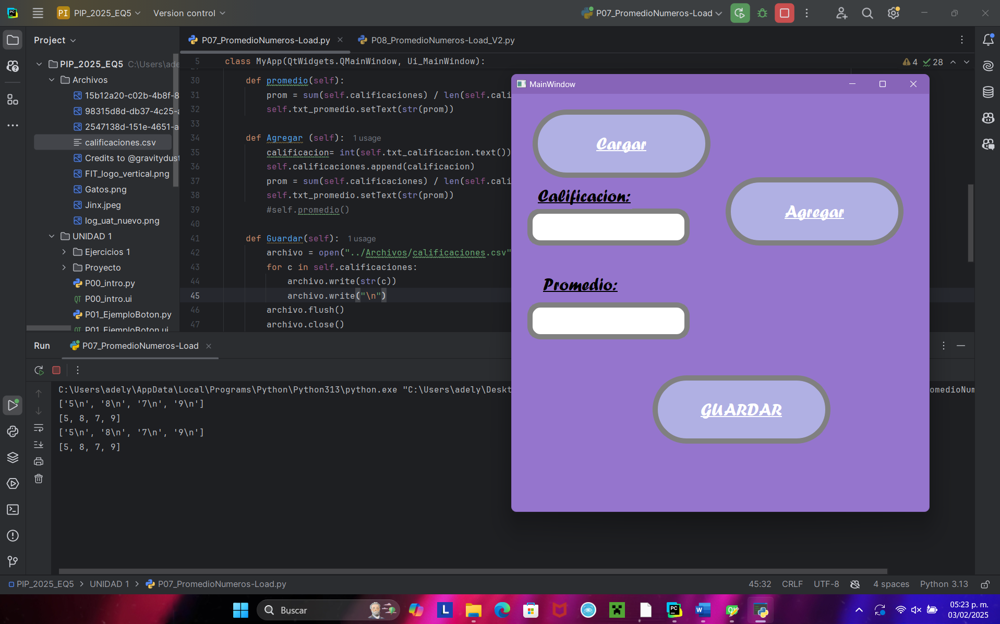 PI PIP_2025_EQ5 Version control P07_PromedioNumeros-Load
Project
P07_PromedioNumeros-Load.py P08_PromedioNumeros-Load_V2.py
PIP_2025_EQ5 C:\Users\ade
Archivos
15b12a20-c02b-4b8f-8
98315d8d-db37-4c25-a
2547138d-151e-4651-a
calificaciones.csv
Credits to @gravitydust
FIT_logo_vertical.png
Gatos.png
Jinx.jpeg
log_uat_nuevo.png
UNIDAD 1
Ejercicios 1
Proyecto
P00_intro.py
P00_intro.ui
P01_EjemploBoton.py
P01_EjemploBoton.ui
5 class MyApp(QtWidgets.QMainWindow, Ui_MainWindow):
4 28
30 def promedio(self):
31 prom = sum(self.calificaciones) / len(self.cali
32 self.txt_promedio.setText(str(prom))
33
34 def Agregar (self): 1 usage
35 calificacion= int(self.txt_calificacion.text())
36 self.calificaciones.append(calificacion)
37 prom = sum(self.calificaciones) / len(self.cali
38 self.txt_promedio.setText(str(prom))
39 #self.promedio()
40
41 def Guardar(self): 1 usage
42 archivo = open("../Archivos/calificaciones.csv"
43 for c in self.calificaciones:
44 archivo.write(str(c))
45 archivo.write("\n")
46 archivo.flush()
47 archivo.close()
MainWindow
Cargar
Calificacion:
Agregar
Promedio:
GUARDAR
Run P07_PromedioNumeros-Load
C:\Users\adely\AppData\Local\Programs\Python\Python313\python.exe "C:\Users\adely\Deskt omedioNum
['5\n', '8\n', '7\n', '9\n']
[5, 8, 7, 9]
['5\n', '8\n', '7\n', '9\n']
[5, 8, 7, 9]
PIP_2025_EQ5 > UNIDAD 1 > P07_PromedioNumeros-Load.py
45:32 CRLF UTF-8 4 spaces Python 3.13
Buscar
05:23 p. m.
03/02/2025